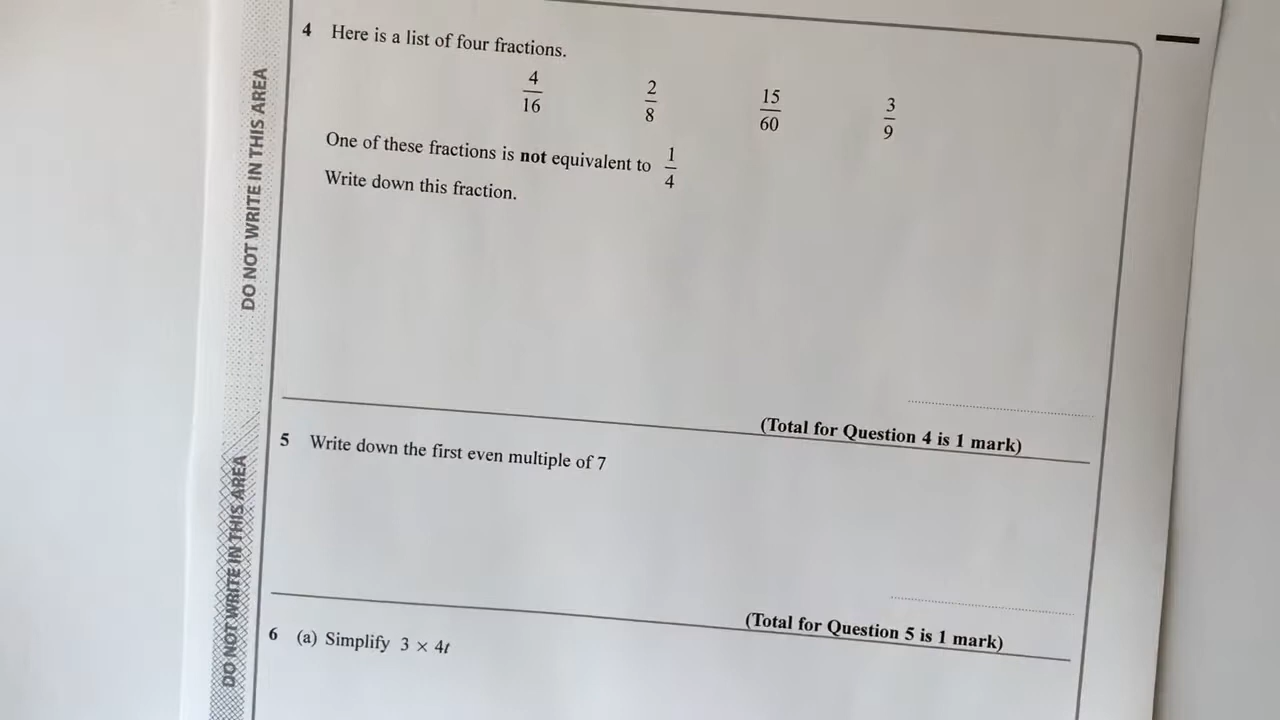 4 Here is a list of four fractions.
4/16 2/8 15/60 3/9
One of these fractions is not equivalent to 1/4
Write down this fraction.
(Total for Question 4 is 1 mark)
5 Write down the first even multiple of 7
(Total for Question 5 is 1 mark)
6 (a) Simplify 3 × 4t
DO NOT WRITE IN THIS AREA
DO NOT WRITE IN THIS AREA